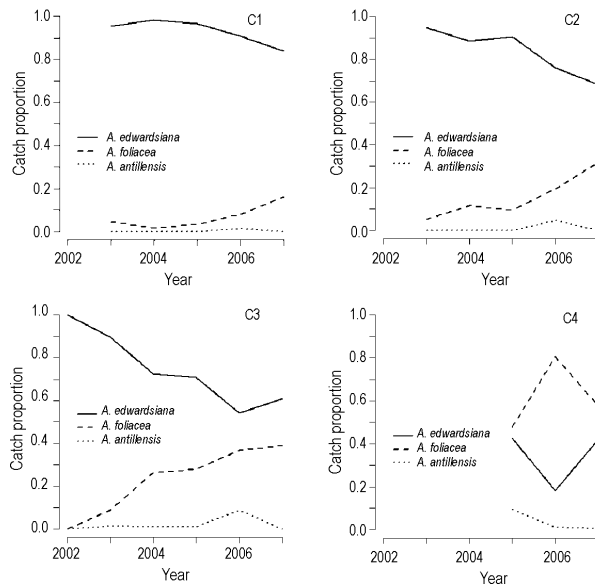 C1
1.0
0.8
0.6
0.4
0.2
0.0
Catch proportion
A. edwardsiana
A. foliacea
A. antillensis
2002
2004
2006
Year
C2
1.0
0.8
0.6
0.4
0.2
0.0
Catch proportion
A. edwardsiana
A. foliacea
A. antillensis
2002
2004
2006
Year
C3
1.0
0.8
0.6
0.4
0.2
0.0
Catch proportion
A. edwardsiana
A. foliacea
A. antillensis
2002
2004
2006
Year
C4
1.0
0.8
0.6
0.4
0.2
0.0
Catch proportion
A. edwardsiana
A. foliacea
A. antillensis
2002
2004
2006
Year